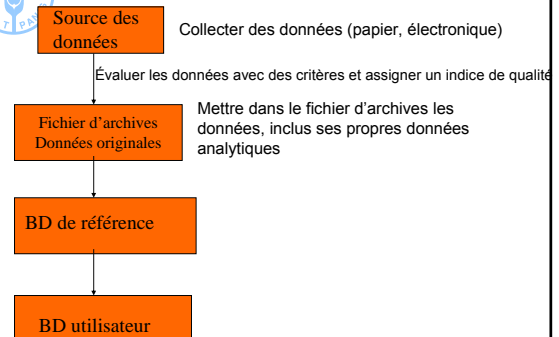 Source des
données
Collecter des données (papier, électronique)
Évaluer les données avec des critères et assigner un indice de qualité
Fichier d'archives
Données originales
Mettre dans le fichier d'archives les
données, inclus ses propres données
analytiques
BD de référence
BD utilisateur